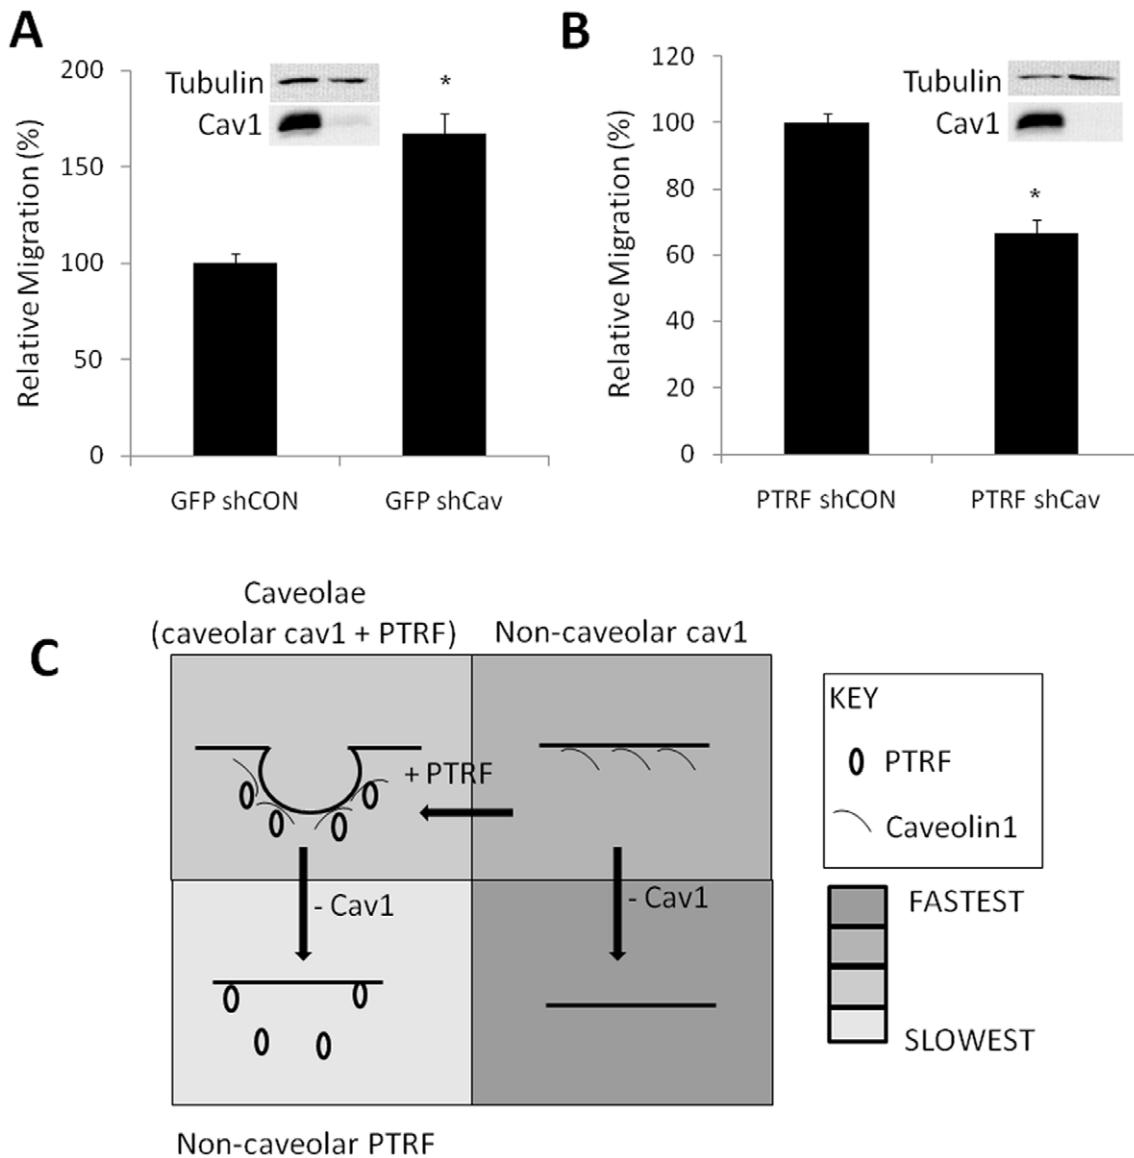 A
Relative Migration (%)
200
150
100
50
0
Tubulin
Cav1
*
GFP shCON
GFP shCav
B
Relative Migration (%)
120
100
80
60
40
20
0
Tubulin
Cav1
*
PTRF shCON
PTRF shCav
C
Caveolae
(caveolar cav1 + PTRF)
Non-caveolar cav1
+ PTRF
- Cav1
- Cav1
Non-caveolar PTRF
KEY
PTRF
Caveolin1
FASTEST
SLOWEST